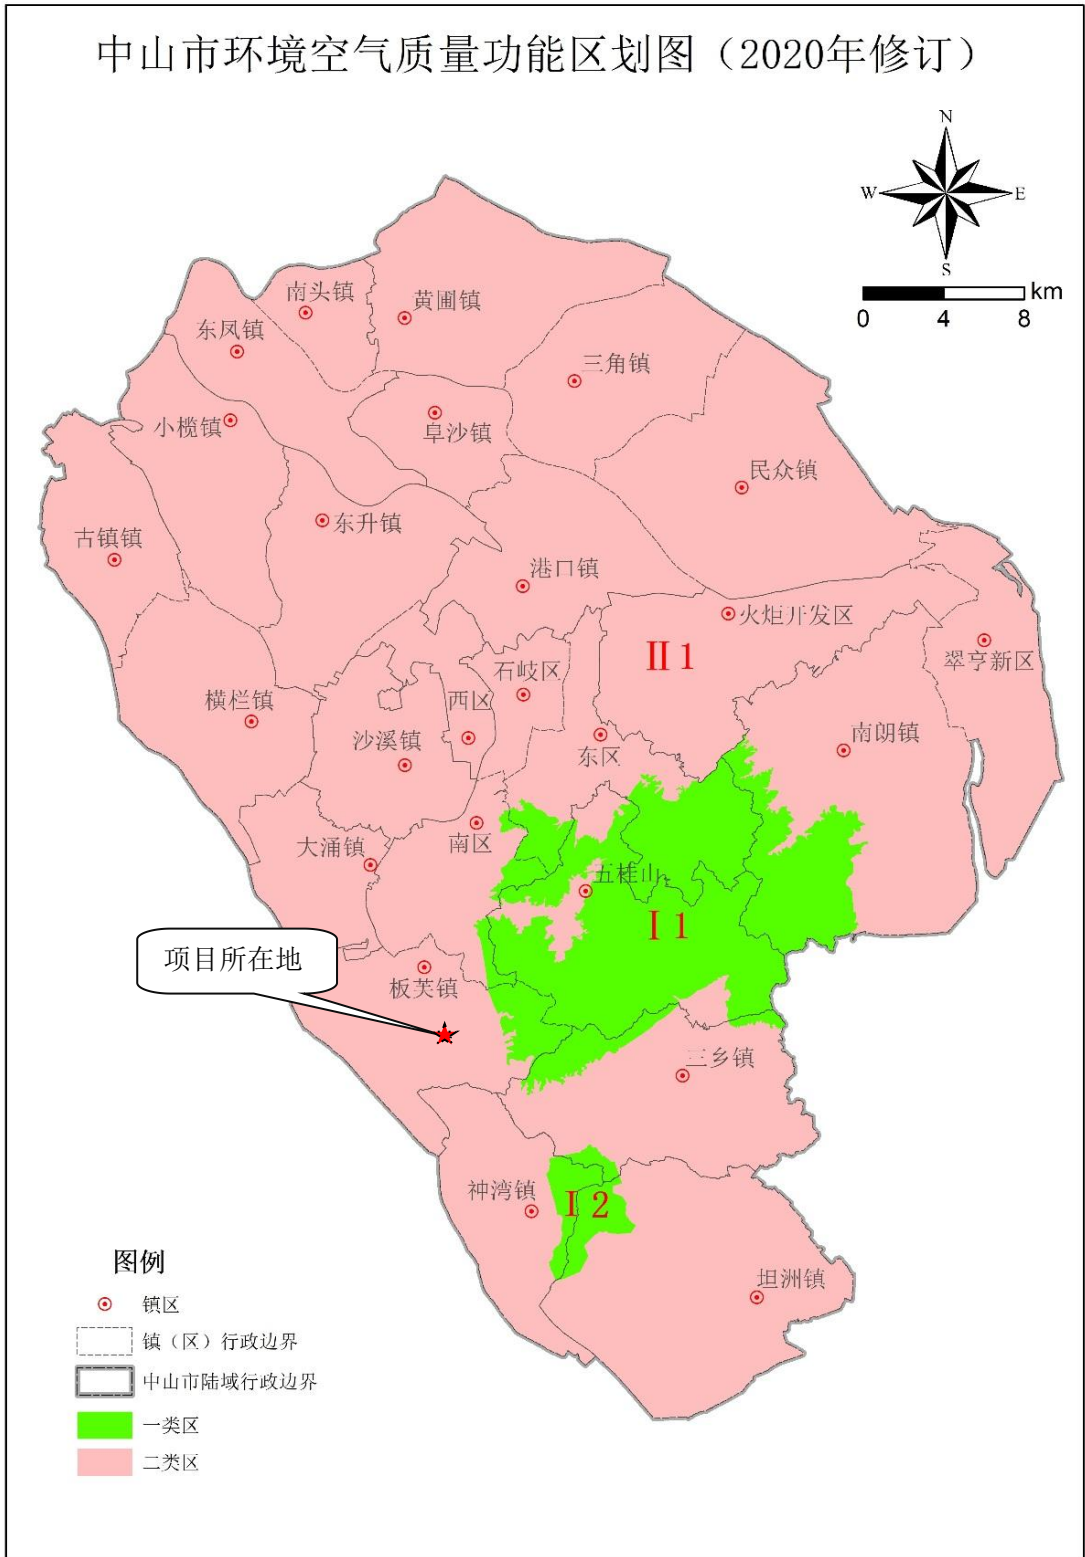 中山市环境空气质量功能区划图（2020年修订）
N
W
E
S
km
0 4 8
南头镇
黄圃镇
东凤镇
三角镇
小榄镇
阜沙镇
民众镇
东升镇
古镇镇
港口镇
火炬开发区
Ⅱ1
翠亨新区
石岐区
西区
横栏镇
沙溪镇
东区
南朗镇
南区
大涌镇
五桂山
Ⅰ1
项目所在地
板芙镇
三乡镇
神湾镇
Ⅰ2
坦洲镇
图例
镇区
镇（区）行政边界
中山市陆域行政边界
一类区
二类区